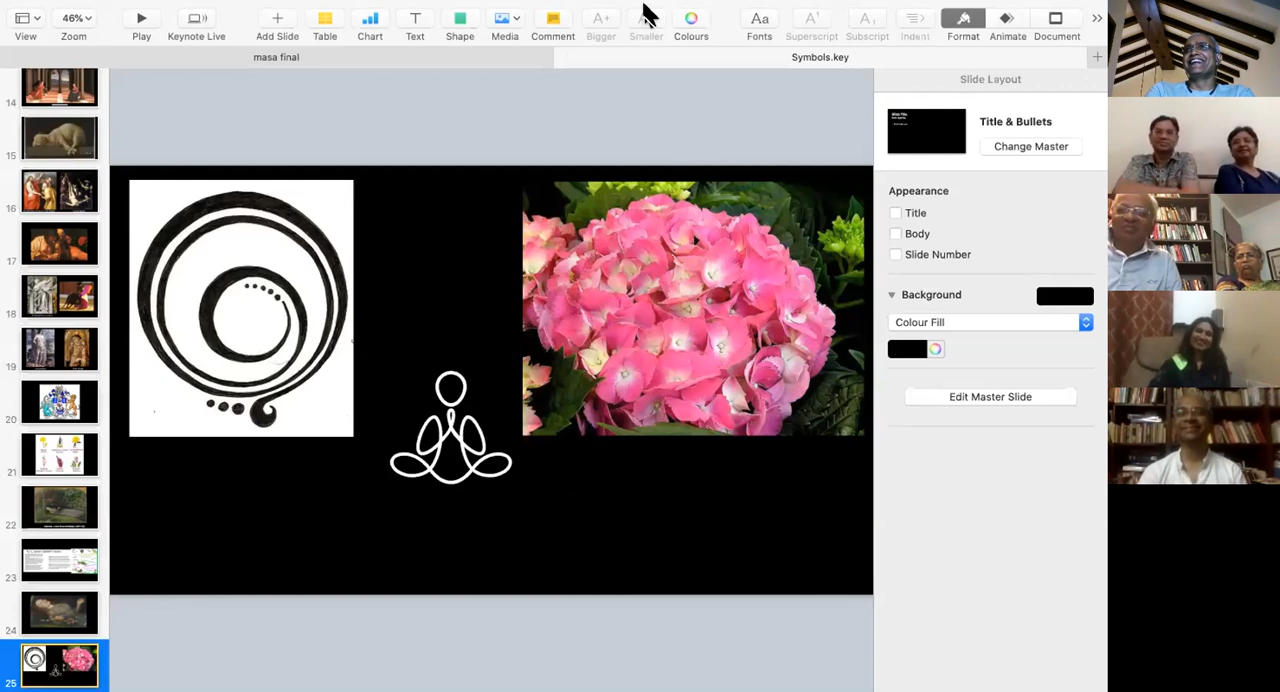 46%
View
Zoom
Play
Keynote Live
Add Slide
Table
Chart
Text
Shape
Media
Comment
Bigger
Smaller
Colours
Fonts
Superscript
Subscript
Indent
Format
Animate
Document
masa final
Symbols.key
Slide Layout
Title & Bullets
Change Master
Appearance
Title
Body
Slide Number
Background
Colour Fill
Edit Master Slide
14
15
16
17
18
19
20
21
22
23
24
25